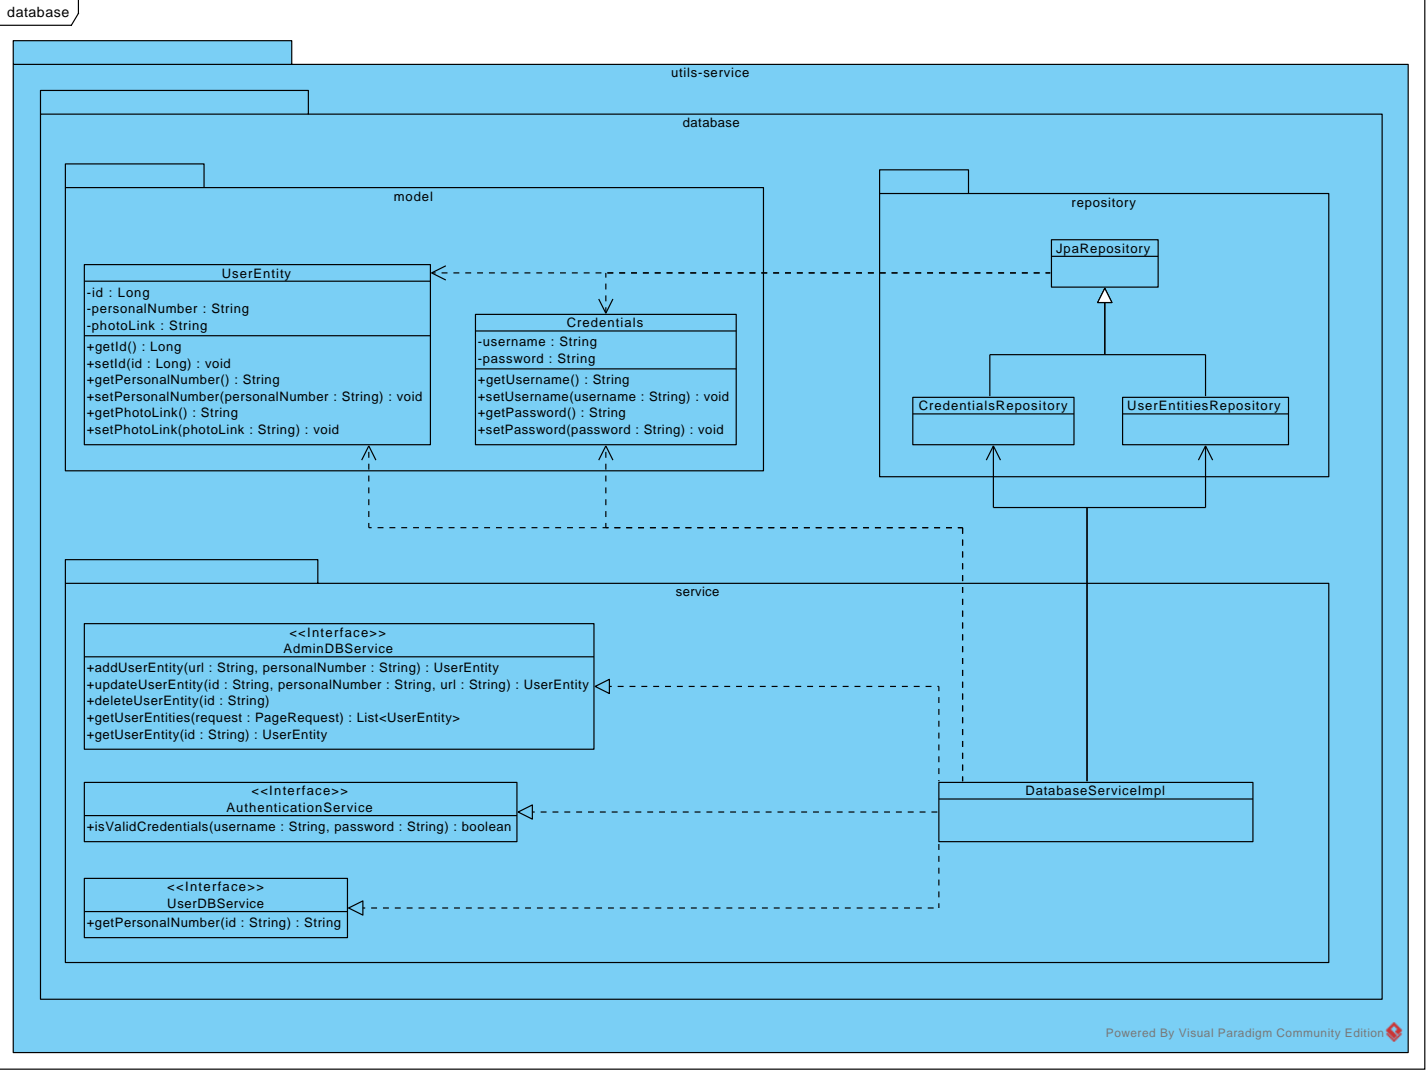 database
utils-service
database
model
UserEntity
-id : Long
-personalNumber : String
-photoLink : String
+getId() : Long
+setId(id : Long) : void
+getPersonalNumber() : String
+setPersonalNumber(personalNumber : String) : void
+getPhotoLink() : String
+setPhotoLink(photoLink : String) : void
Credentials
-username : String
-password : String
+getUsername() : String
+setUsername(username : String) : void
+getPassword() : String
+setPassword(password : String) : void
repository
JpaRepository
CredentialsRepository
UserEntitiesRepository
service
<<Interface>>
AdminDBService
+addUserEntity(url : String, personalNumber : String) : UserEntity
+updateUserEntity(id : String, personalNumber : String, url : String) : UserEntity
+deleteUserEntity(id : String)
+getUserEntities(request : PageRequest) : List<UserEntity>
+getUserEntity(id : String) : UserEntity
<<Interface>>
AuthenticationService
+isValidCredentials(username : String, password : String) : boolean
<<Interface>>
UserDBService
+getPersonalNumber(id : String) : String
DatabaseServiceImpl
Powered By Visual Paradigm Community Edition